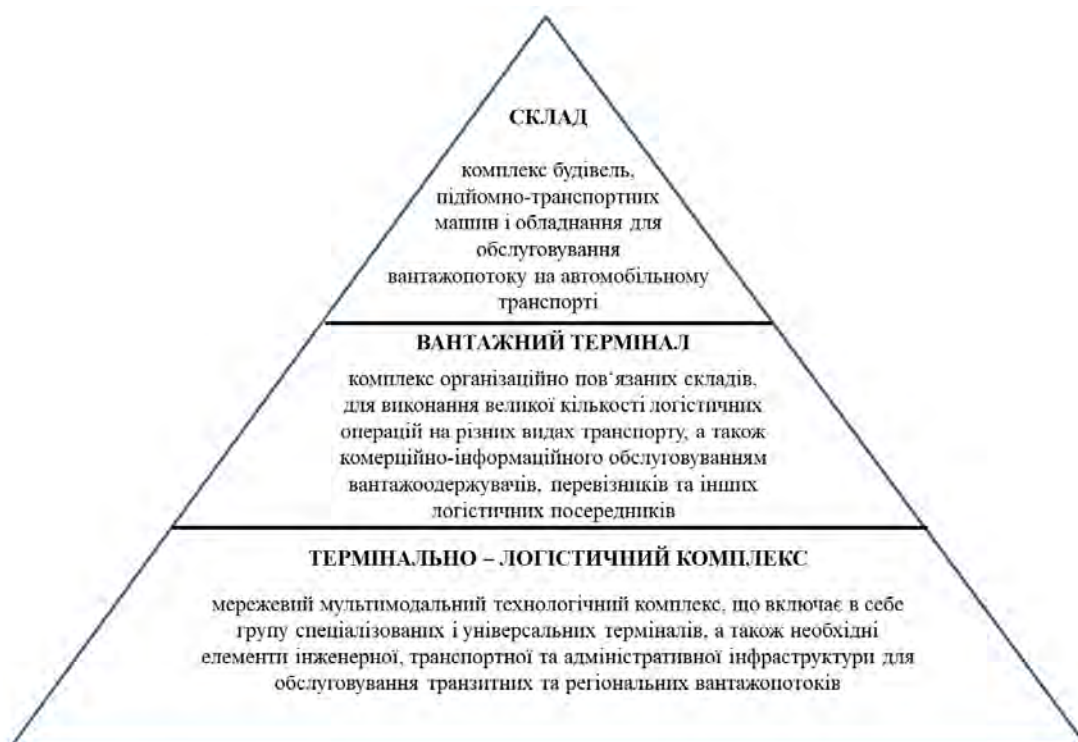 СКЛАД
комплекс будівель,
підйомно-транспортних
машин і обладнання для
обслуговування
вантажопотоку на автомобільному
транспорті
ВАНТАЖНИЙ ТЕРМІНАЛ
комплекс організаційно пов‘язаних складів,
для виконання великої кількості логістичних
операцій на різних видах транспорту, а також
комерційно-інформаційного обслуговуванням
вантажоодержувачів, перевізників та інших
логістичних посередників
ТЕРМІНАЛЬНО – ЛОГІСТИЧНИЙ КОМПЛЕКС
мережевий мультимодальний технологічний комплекс, що включає в себе
групу спеціалізованих і універсальних терміналів, а також необхідні
елементи інженерної, транспортної та адміністративної інфраструктури для
обслуговування транзитних та регіональних вантажопотоків